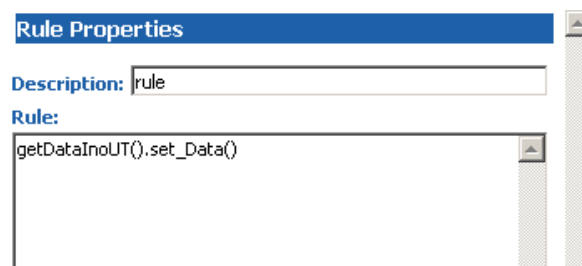 Rule Properties
Description: rule
Rule:
getDataInoUT().set_Data()